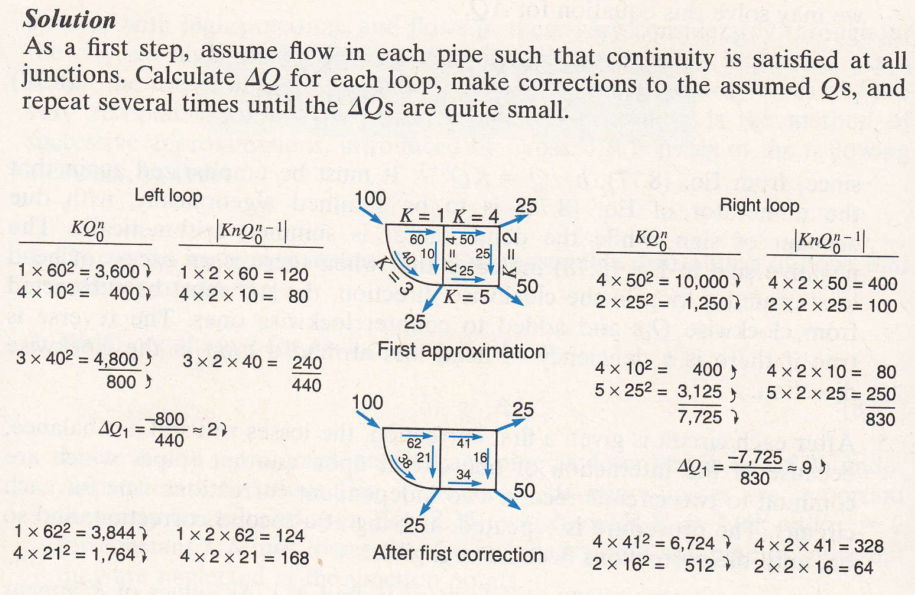 Solution
As a first step, assume flow in each pipe such that continuity is satisfied at all
junctions. Calculate ΔQ for each loop, make corrections to the assumed Qs, and
repeat several times until the ΔQs are quite small.
Left loop
KQ₀ⁿ |KnQ₀ⁿ⁻¹|
1 × 60² = 3,600 1 × 2 × 60 = 120
4 × 10² = 400 4 × 2 × 10 = 80
3 × 40² = 4,800 3 × 2 × 40 = 240
800 440
ΔQ₁ = -800/440 ≈ 2
100 25
K = 1 K = 4
60 50
K = 3 40 10 K = 4 25 K = 2
25
K = 5 50
25
First approximation
Right loop
KQ₀ⁿ |KnQ₀ⁿ⁻¹|
4 × 50² = 10,000 4 × 2 × 50 = 400
2 × 25² = 1,250 2 × 2 × 25 = 100
4 × 10² = 400 4 × 2 × 10 = 80
5 × 25² = 3,125 5 × 2 × 25 = 250
7,725 830
ΔQ₁ = -7,725/830 ≈ 9
100 25
62 41
38 21 16
34
50
25
After first correction
1 × 62² = 3,844 1 × 2 × 62 = 124
4 × 21² = 1,764 4 × 2 × 21 = 168
4 × 41² = 6,724 4 × 2 × 41 = 328
2 × 16² = 512 2 × 2 × 16 = 64